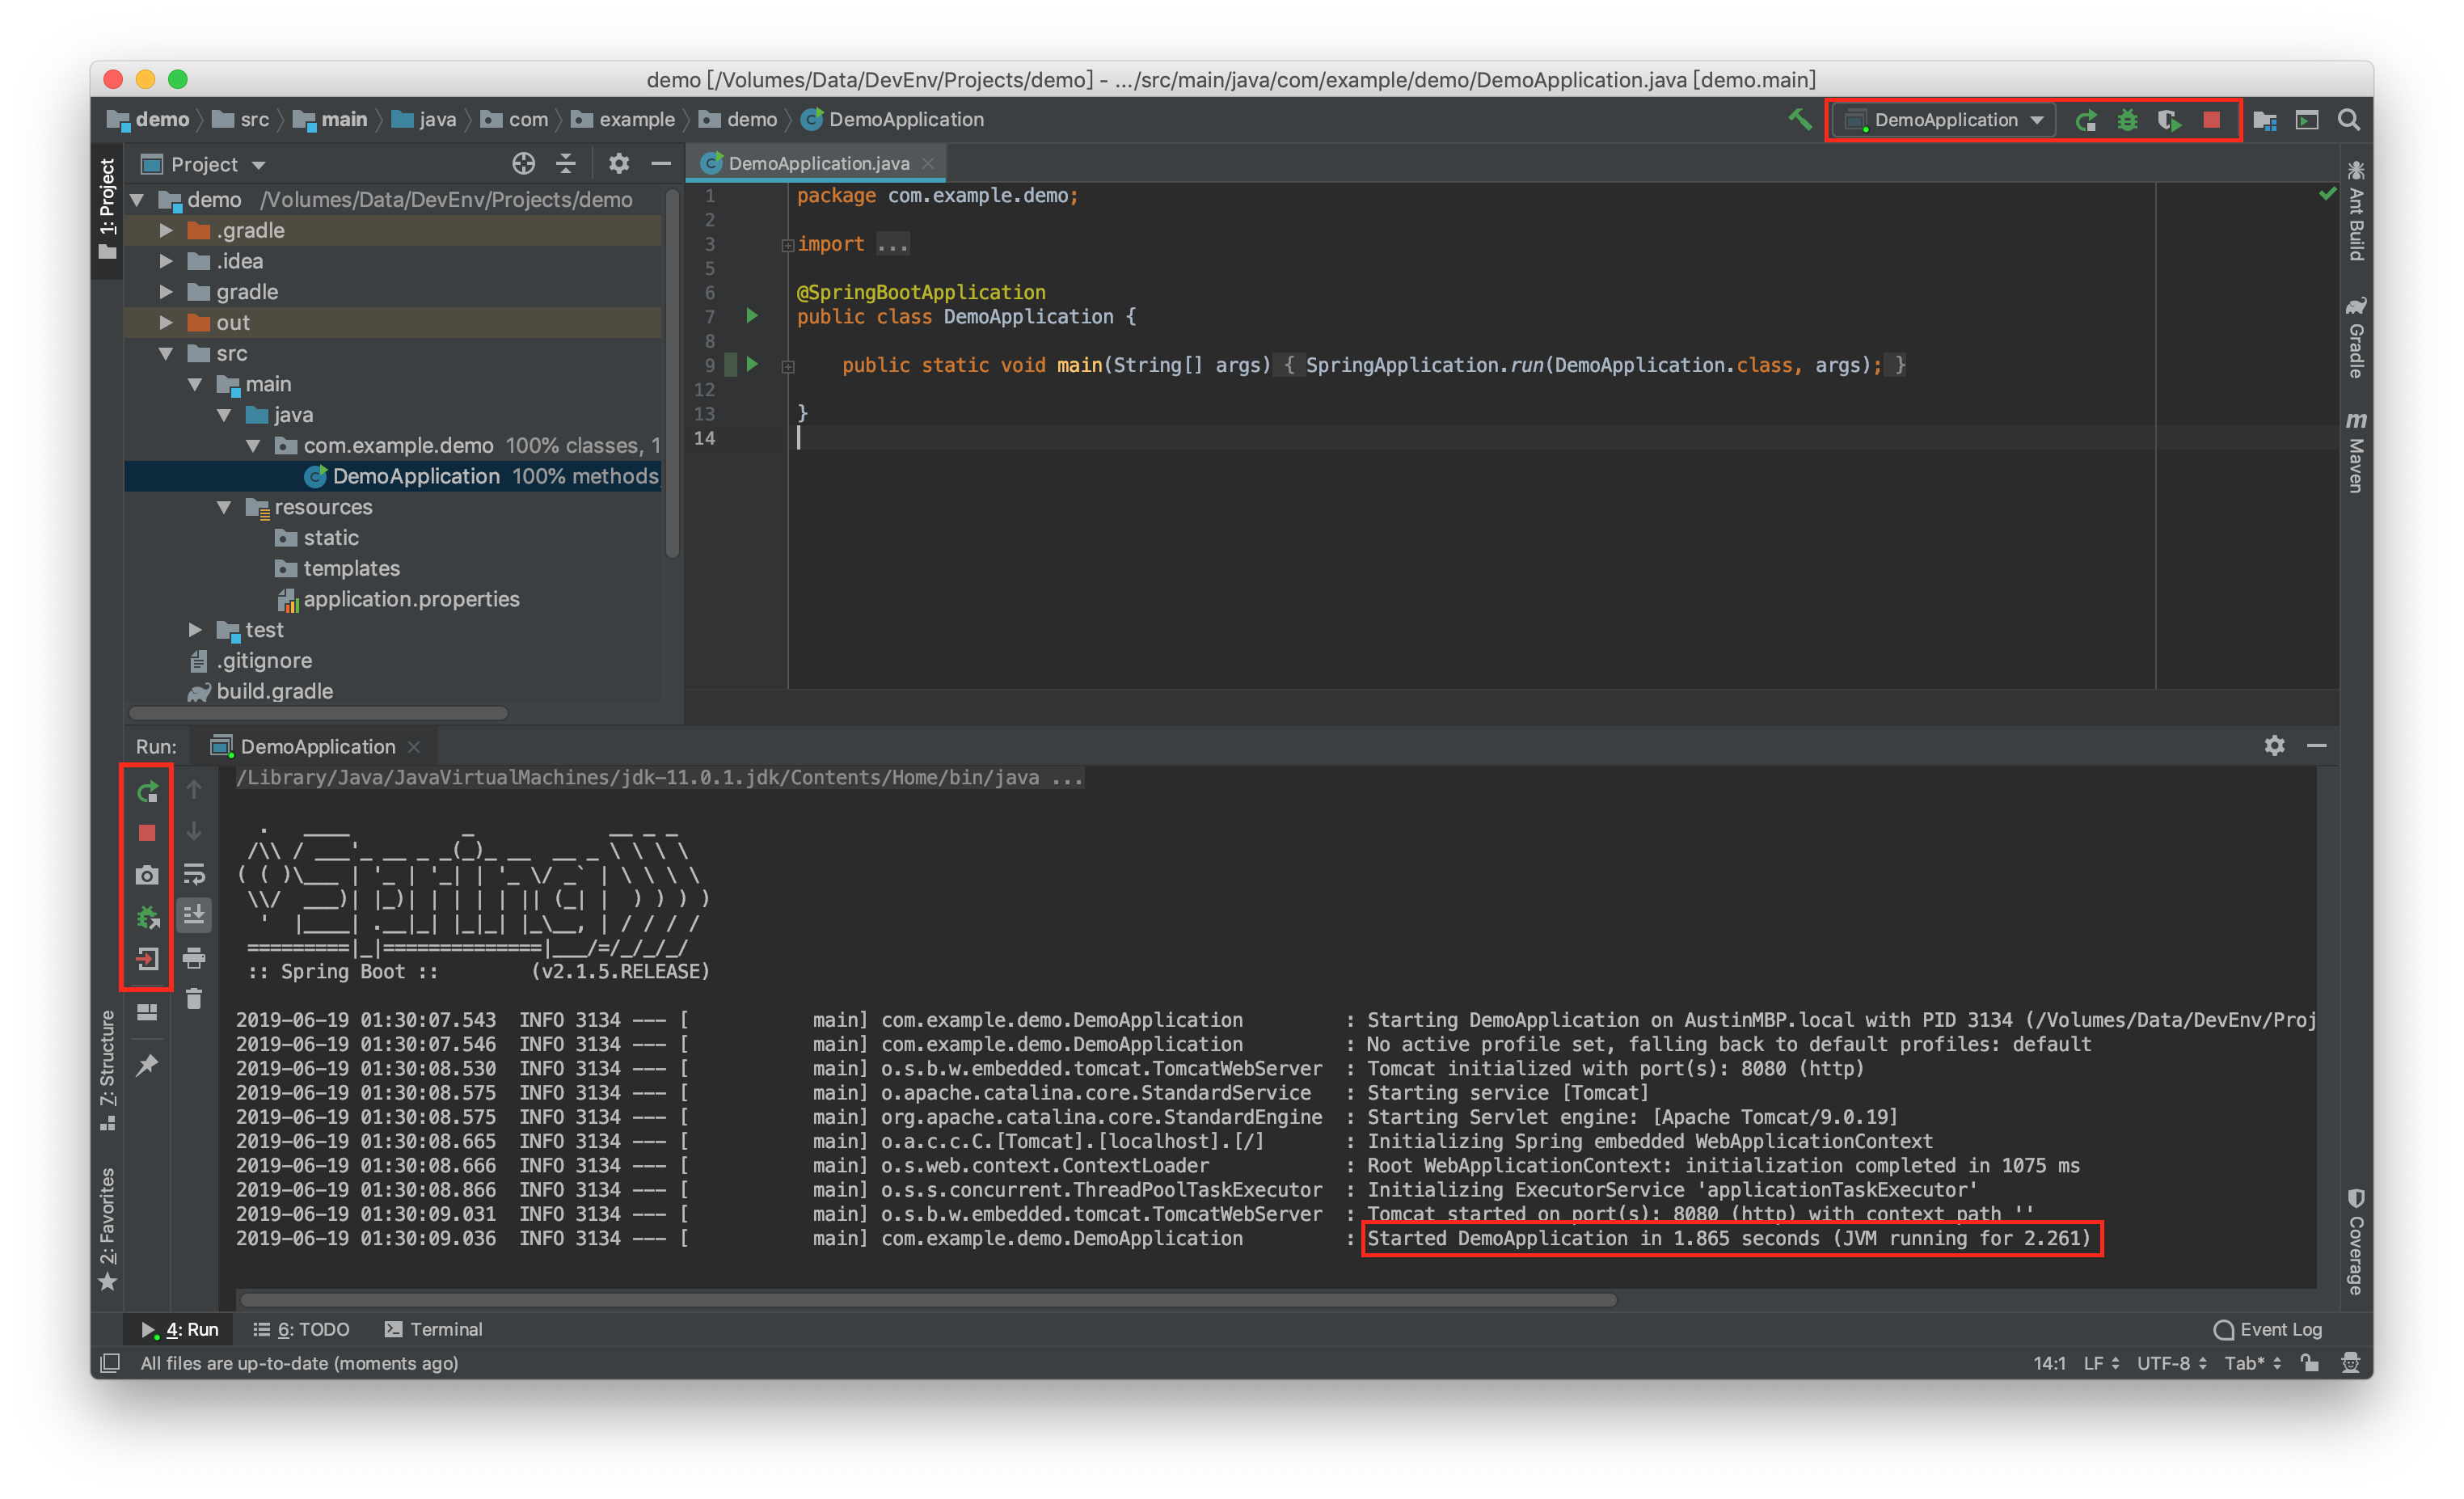 demo [/Volumes/Data/DevEnv/Projects/demo] - .../src/main/java/com/example/demo/DemoApplication.java [demo.main]
demo src main java com example demo DemoApplication
DemoApplication
1: Project
Project
DemoApplication.java
demo /Volumes/Data/DevEnv/Projects/demo
.gradle
.idea
gradle
out
src
main
java
com.example.demo 100% classes, 1
DemoApplication 100% methods
resources
static
templates
application.properties
test
.gitignore
build.gradle
1 package com.example.demo;
2
3 import ...
5
6 @SpringBootApplication
7 public class DemoApplication {
8
9 public static void main(String[] args) { SpringApplication.run(DemoApplication.class, args); }
12
13 }
14
Ant Build
Gradle
m Maven
Run: DemoApplication
/Library/Java/JavaVirtualMachines/jdk-11.0.1.jdk/Contents/Home/bin/java ...
  .   ____          _            __ _ _
 /\\ / ___'_ __ _ _(_)_ __  __ _ \ \ \ \
( ( )\___ | '_ | '_| | '_ \/ _` | \ \ \ \
 \\/  ___)| |_)| | | | | || (_| |  ) ) ) )
  '  |____| .__|_| |_|_| |_\__, | / / / /
 =========|_|==============|___/=/_/_/_/
 :: Spring Boot ::        (v2.1.5.RELEASE)
2019-06-19 01:30:07.543  INFO 3134 --- [           main] com.example.demo.DemoApplication         : Starting DemoApplication on AustinMBP.local with PID 3134 (/Volumes/Data/DevEnv/Proj
2019-06-19 01:30:07.546  INFO 3134 --- [           main] com.example.demo.DemoApplication         : No active profile set, falling back to default profiles: default
2019-06-19 01:30:08.530  INFO 3134 --- [           main] o.s.b.w.embedded.tomcat.TomcatWebServer  : Tomcat initialized with port(s): 8080 (http)
2019-06-19 01:30:08.575  INFO 3134 --- [           main] o.apache.catalina.core.StandardService   : Starting service [Tomcat]
2019-06-19 01:30:08.575  INFO 3134 --- [           main] org.apache.catalina.core.StandardEngine  : Starting Servlet engine: [Apache Tomcat/9.0.19]
2019-06-19 01:30:08.665  INFO 3134 --- [           main] o.a.c.c.C.[Tomcat].[localhost].[/]       : Initializing Spring embedded WebApplicationContext
2019-06-19 01:30:08.666  INFO 3134 --- [           main] o.s.web.context.ContextLoader            : Root WebApplicationContext: initialization completed in 1075 ms
2019-06-19 01:30:08.866  INFO 3134 --- [           main] o.s.s.concurrent.ThreadPoolTaskExecutor  : Initializing ExecutorService 'applicationTaskExecutor'
2019-06-19 01:30:09.031  INFO 3134 --- [           main] o.s.b.w.embedded.tomcat.TomcatWebServer  : Tomcat started on port(s): 8080 (http) with context path ''
2019-06-19 01:30:09.036  INFO 3134 --- [           main] com.example.demo.DemoApplication         : Started DemoApplication in 1.865 seconds (JVM running for 2.261)
7: Structure
2: Favorites
Coverage
4: Run 6: TODO Terminal Event Log
All files are up-to-date (moments ago) 14:1 LF UTF-8 Tab*